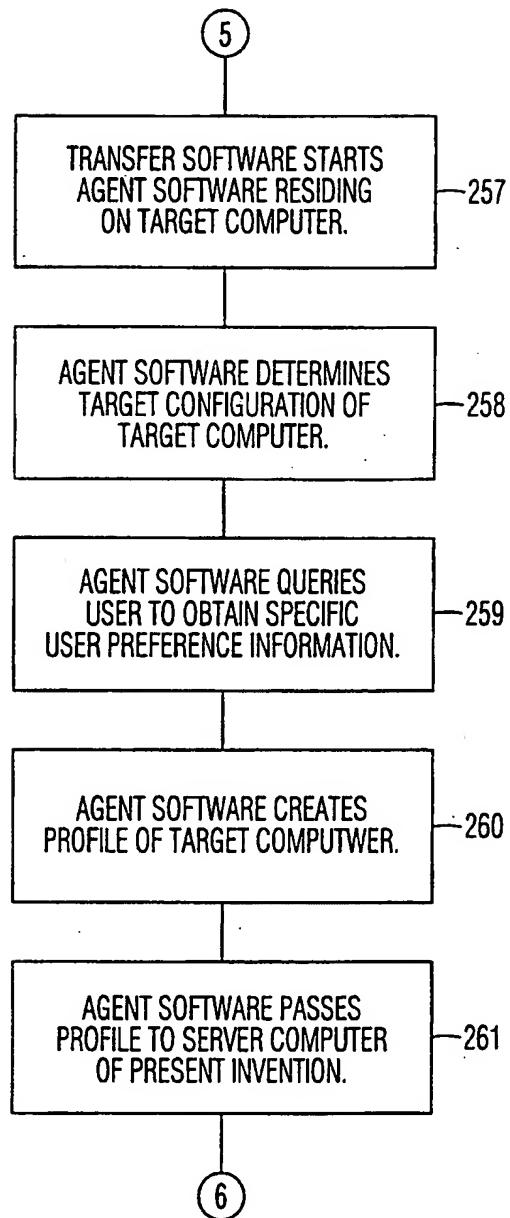 5
TRANSFER SOFTWARE STARTS
AGENT SOFTWARE RESIDING
ON TARGET COMPUTER.
257
AGENT SOFTWARE DETERMINES
TARGET CONFIGURATION OF
TARGET COMPUTER.
258
AGENT SOFTWARE QUERIES
USER TO OBTAIN SPECIFIC
USER PREFERENCE INFORMATION.
259
AGENT SOFTWARE CREATES
PROFILE OF TARGET COMPUTWER.
260
AGENT SOFTWARE PASSES
PROFILE TO SERVER COMPUTER
OF PRESENT INVENTION.
261
6